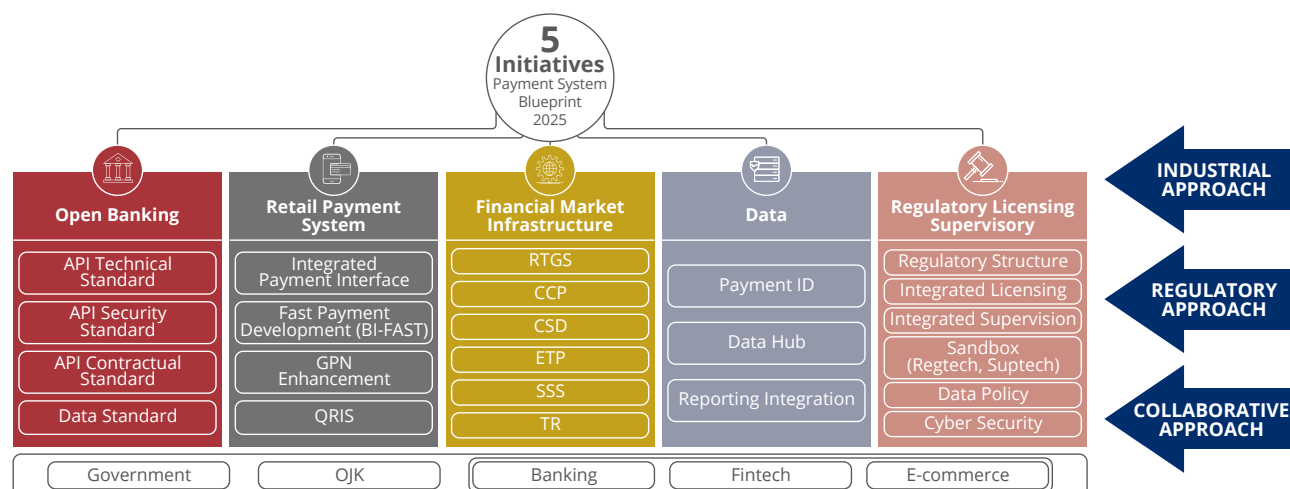 5
Initiatives
Payment System
Blueprint
2025
Open Banking
API Technical
Standard
API Security
Standard
API Contractual
Standard
Data Standard
Retail Payment
System
Integrated
Payment Interface
Fast Payment
Development (BI-FAST)
GPN
Enhancement
QRIS
Financial Market
Infrastructure
RTGS
CCP
CSD
ETP
SSS
TR
Data
Payment ID
Data Hub
Reporting Integration
Regulatory Licensing
Supervisory
Regulatory Structure
Integrated Licensing
Integrated Supervision
Sandbox
(Regtech, Suptech)
Data Policy
Cyber Security
INDUSTRIAL
APPROACH
REGULATORY
APPROACH
COLLABORATIVE
APPROACH
Government
OJK
Banking
Fintech
E-commerce